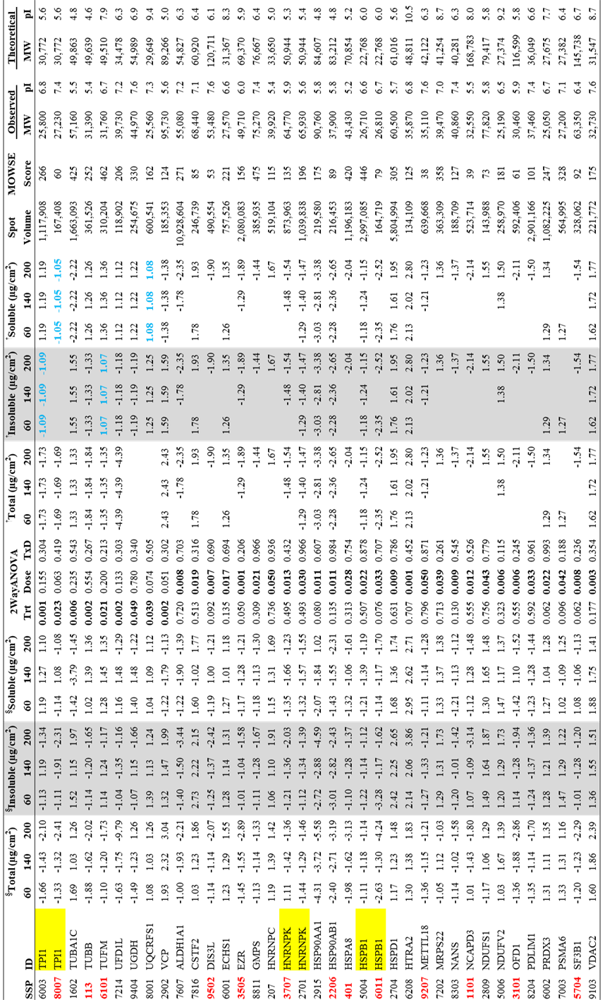 §Total (µg/cm²) §Insoluble (µg/cm²) §Soluble (µg/cm²) 2WayANOVA †Total (µg/cm²) †Insoluble (µg/cm²) †Soluble (µg/cm²) Spot MOWSE Observed Theoretical
SSP ID 60 140 200 60 140 200 60 140 200 Trt Dose TxD 60 140 200 60 140 200 60 140 200 Volume Score MW pI MW pI
6003 TPI1 -1.66 -1.43 -2.10 -1.13 1.19 -1.34 1.19 1.27 1.10 0.001 0.155 0.304 -1.73 -1.73 -1.73 -1.09 -1.09 -1.09 1.19 1.19 1.19 1,117,908 266 25,800 6.8 30,772 5.6
8007 TPI1 -1.33 -1.32 -2.41 -1.11 -1.91 -2.31 -1.14 1.08 -1.08 0.023 0.063 0.419 -1.69 -1.69 -1.69 -1.05 -1.05 -1.05 167,408 60 27,230 7.4 30,772 5.6
TUBA1C 1.69 1.03 1.26 1.52 1.15 1.97 -1.42 -3.79 -1.45 0.006 0.235 0.543 1.33 1.33 1.33 1.55 1.55 1.55 -2.22 -2.22 -2.22 1,663,093 425 57,160 5.5 49,863 4.8
113 TUBB -1.88 -1.62 -2.02 -1.14 -1.20 -1.65 1.02 1.39 1.36 0.002 0.554 0.267 -1.84 -1.84 -1.84 -1.33 -1.33 -1.33 1.26 1.26 1.26 361,526 252 31,390 5.4 49,639 4.6
6101 TUFM -1.10 -1.20 -1.73 1.14 1.24 -1.17 1.28 1.45 1.35 0.021 0.200 0.213 -1.35 -1.35 -1.35 1.07 1.07 1.07 1.36 1.36 1.36 310,204 462 31,760 6.7 49,510 7.9
7214 UFD1L -1.63 -1.75 -9.79 -1.04 -1.35 -1.16 1.16 1.48 -1.29 0.002 0.133 0.303 -4.39 -4.39 -4.39 -1.18 -1.18 -1.18 1.12 1.12 1.12 118,902 206 39,730 7.2 34,478 6.3
9404 UGDH -1.49 -1.23 1.26 -1.07 1.15 -1.66 1.40 1.48 -1.22 0.049 0.780 0.340 -1.19 -1.19 -1.19 1.22 1.22 1.22 254,675 330 44,970 7.6 54,989 6.9
8001 UQCRFS1 1.08 1.03 1.26 1.39 1.13 1.24 1.04 1.09 1.12 0.039 0.074 0.505 1.25 1.25 1.25 1.08 1.08 1.08 600,541 162 25,560 7.3 29,649 9.4
2902 VCP 1.93 2.32 3.04 1.32 1.47 1.99 -1.22 -1.79 -1.13 0.002 0.051 0.302 2.43 2.43 2.43 1.59 1.59 1.59 -1.38 -1.38 -1.38 185,353 124 95,730 5.6 89,266 5.0
7607 ALDH1A1 -1.00 -1.93 -2.21 -1.40 -1.50 -3.44 -1.22 -1.90 -1.39 0.720 0.008 0.703 -1.78 -2.35 -1.78 -2.35 -1.78 -2.35 10,928,604 271 55,080 7.2 54,827 6.3
7816 CSTF2 1.03 1.23 1.86 2.73 2.22 2.15 1.60 -1.02 1.77 0.513 0.019 0.316 1.78 1.93 1.78 1.93 1.78 1.93 246,739 85 68,440 7.1 60,920 6.4
9502 DIS3L -1.14 -1.14 -2.07 -1.25 -1.37 -2.42 -1.19 1.00 -1.21 0.092 0.007 0.690 -1.90 -1.90 -1.90 490,554 53 53,480 7.6 120,711 6.1
6001 ECHS1 1.23 1.29 1.55 1.28 1.14 1.31 1.27 1.01 1.18 0.135 0.017 0.694 1.26 1.35 1.26 1.35 1.26 1.35 757,526 221 27,570 6.6 31,367 8.3
3505 EZR -1.45 -1.55 -2.89 -1.01 -1.04 -1.58 -1.17 -1.28 -1.21 0.050 0.001 0.206 -1.29 -1.89 -1.29 -1.89 -1.29 -1.89 2,080,083 156 49,710 6.0 69,370 5.9
8811 GMPS -1.13 -1.14 -1.33 -1.11 -1.28 -1.67 -1.18 -1.13 -1.30 0.309 0.021 0.966 -1.44 -1.44 -1.44 385,935 475 75,270 7.4 76,667 6.4
207 HNRNPC 1.19 1.39 1.42 1.06 1.10 1.91 1.15 1.31 1.69 0.736 0.050 0.936 1.67 1.67 1.67 519,104 115 39,920 5.4 33,650 5.0
3707 HNRNPK 1.11 -1.42 -1.36 -1.21 -1.36 -2.03 -1.35 -1.66 -1.23 0.495 0.013 0.432 -1.48 -1.54 -1.48 -1.54 -1.48 -1.54 873,963 135 64,770 5.9 50,944 5.3
2701 HNRNPK -1.44 -1.29 -1.46 -1.12 -1.34 -1.39 -1.32 -1.57 -1.55 0.493 0.030 0.966 -1.29 -1.40 -1.47 -1.29 -1.40 -1.47 -1.29 -1.40 -1.47 1,039,838 196 65,930 5.6 50,944 5.4
2915 HSP90AA1 -4.31 -3.72 -5.58 -2.72 -2.88 -4.59 -2.07 -1.84 1.02 0.080 0.011 0.607 -3.03 -2.81 -3.38 -3.03 -2.81 -3.38 -3.03 -2.81 -3.38 219,580 175 90,760 5.8 84,607 4.8
2206 HSP90AB1 -2.40 -2.71 -3.19 -3.01 -2.82 -2.43 -1.43 -1.55 -2.31 0.135 0.011 0.984 -2.28 -2.36 -2.65 -2.28 -2.36 -2.65 -2.28 -2.36 -2.65 216,453 89 37,900 5.8 83,212 4.8
401 HSPA8 -1.98 -1.62 -3.13 -1.10 -1.28 -1.37 -1.32 -1.06 -1.61 0.313 0.028 0.754 -2.04 -2.04 -2.04 1,196,183 420 43,430 5.2 70,854 5.2
5004 HSPB1 -1.11 -1.18 -1.14 -1.22 -1.14 -1.12 -1.21 -1.39 -1.19 0.507 0.022 0.878 -1.18 -1.24 -1.15 -1.18 -1.24 -1.15 -1.18 -1.24 -1.15 2,997,085 446 26,710 6.6 22,768 6.0
6011 HSPB1 -2.63 -1.30 -4.24 -3.28 -1.17 -1.62 -1.14 -1.17 -1.70 0.076 0.033 0.707 -2.35 -2.52 -2.35 -2.52 -2.35 -2.52 164,719 79 26,810 6.7 22,768 6.0
2704 HSPD1 1.17 1.23 1.48 2.42 2.25 2.65 1.68 1.36 1.74 0.631 0.009 0.786 1.76 1.61 1.95 1.76 1.61 1.95 1.76 1.61 1.95 5,804,994 305 60,500 5.7 61,016 5.6
6208 HTRA2 1.30 1.38 1.83 2.14 2.06 3.86 2.95 2.62 2.71 0.707 0.001 0.452 2.13 2.02 2.80 2.13 2.02 2.80 2.13 2.02 2.80 134,109 125 35,870 6.8 48,811 10.5
9207 METTL18 -1.36 -1.15 -1.21 -1.27 -1.33 -1.21 -1.11 -1.14 -1.28 0.796 0.050 0.871 -1.21 -1.23 -1.21 -1.23 -1.21 -1.23 639,668 38 35,110 7.6 42,122 6.3
7202 MRPS22 -1.05 1.12 -1.03 1.29 1.31 1.73 1.33 1.37 1.38 0.713 0.039 0.261 1.36 1.36 1.36 363,309 358 39,470 7.0 41,254 8.7
8303 NANS -1.14 -1.02 -1.58 -1.20 -1.01 -1.42 -1.21 -1.13 -1.12 0.130 0.009 0.545 -1.37 -1.37 -1.37 188,709 127 40,860 7.4 40,281 6.3
1101 NCAPD3 1.01 -1.43 -1.80 1.07 -1.09 -3.14 -1.12 1.28 -1.48 0.555 0.012 0.526 -2.14 -2.14 -2.14 523,714 39 32,550 5.5 168,783 8.0
2809 NDUFS1 -1.17 1.06 1.29 1.49 1.64 1.87 1.30 1.65 1.48 0.756 0.043 0.779 1.55 1.55 1.55 143,988 73 77,820 5.8 79,417 5.8
5006 NDUFV2 1.03 1.67 1.39 1.20 1.29 1.73 1.47 1.17 1.37 0.323 0.006 0.115 1.38 1.50 1.38 1.50 1.38 1.50 258,970 181 25,190 6.5 27,374 9.2
3101 OFD1 -1.36 -1.88 -2.86 1.14 -1.28 -1.94 -1.42 1.10 -1.52 0.555 0.006 0.245 -2.11 -2.11 -2.11 592,406 61 30,460 5.9 116,599 5.8
8204 PDLIM1 -1.35 -1.14 -1.70 -1.24 -1.37 -1.36 -1.23 -1.28 -1.44 0.592 0.033 0.961 -1.50 -1.50 -1.50 2,901,166 101 37,460 7.4 36,049 6.6
6002 PRDX3 1.31 1.11 1.35 1.28 1.21 1.39 1.27 1.04 1.28 0.062 0.022 0.993 1.29 1.34 1.29 1.34 1.29 1.34 1,082,225 247 25,050 6.7 27,675 7.7
7003 PSMA6 1.33 1.31 1.16 1.47 1.29 1.22 1.02 -1.09 1.25 0.096 0.042 0.188 1.27 1.27 1.27 564,995 328 27,200 7.1 27,382 6.4
5704 SF3B1 -1.20 -1.23 -2.29 -1.01 -1.28 -1.20 1.08 -1.06 -1.13 0.062 0.008 0.236 -1.54 -1.54 -1.54 328,062 92 63,350 6.4 145,738 6.7
9103 VDAC2 1.60 1.86 2.39 1.36 1.55 1.51 1.88 1.75 1.41 0.177 0.003 0.354 1.62 1.72 1.77 1.62 1.72 1.77 1.62 1.72 1.77 221,772 175 32,730 7.6 31,547 8.7